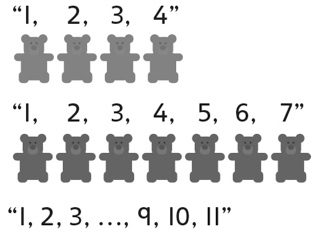 “1, 2, 3, 4”
“1, 2, 3, 4, 5, 6, 7”
“1, 2, 3, ..., 9, 10, 11”